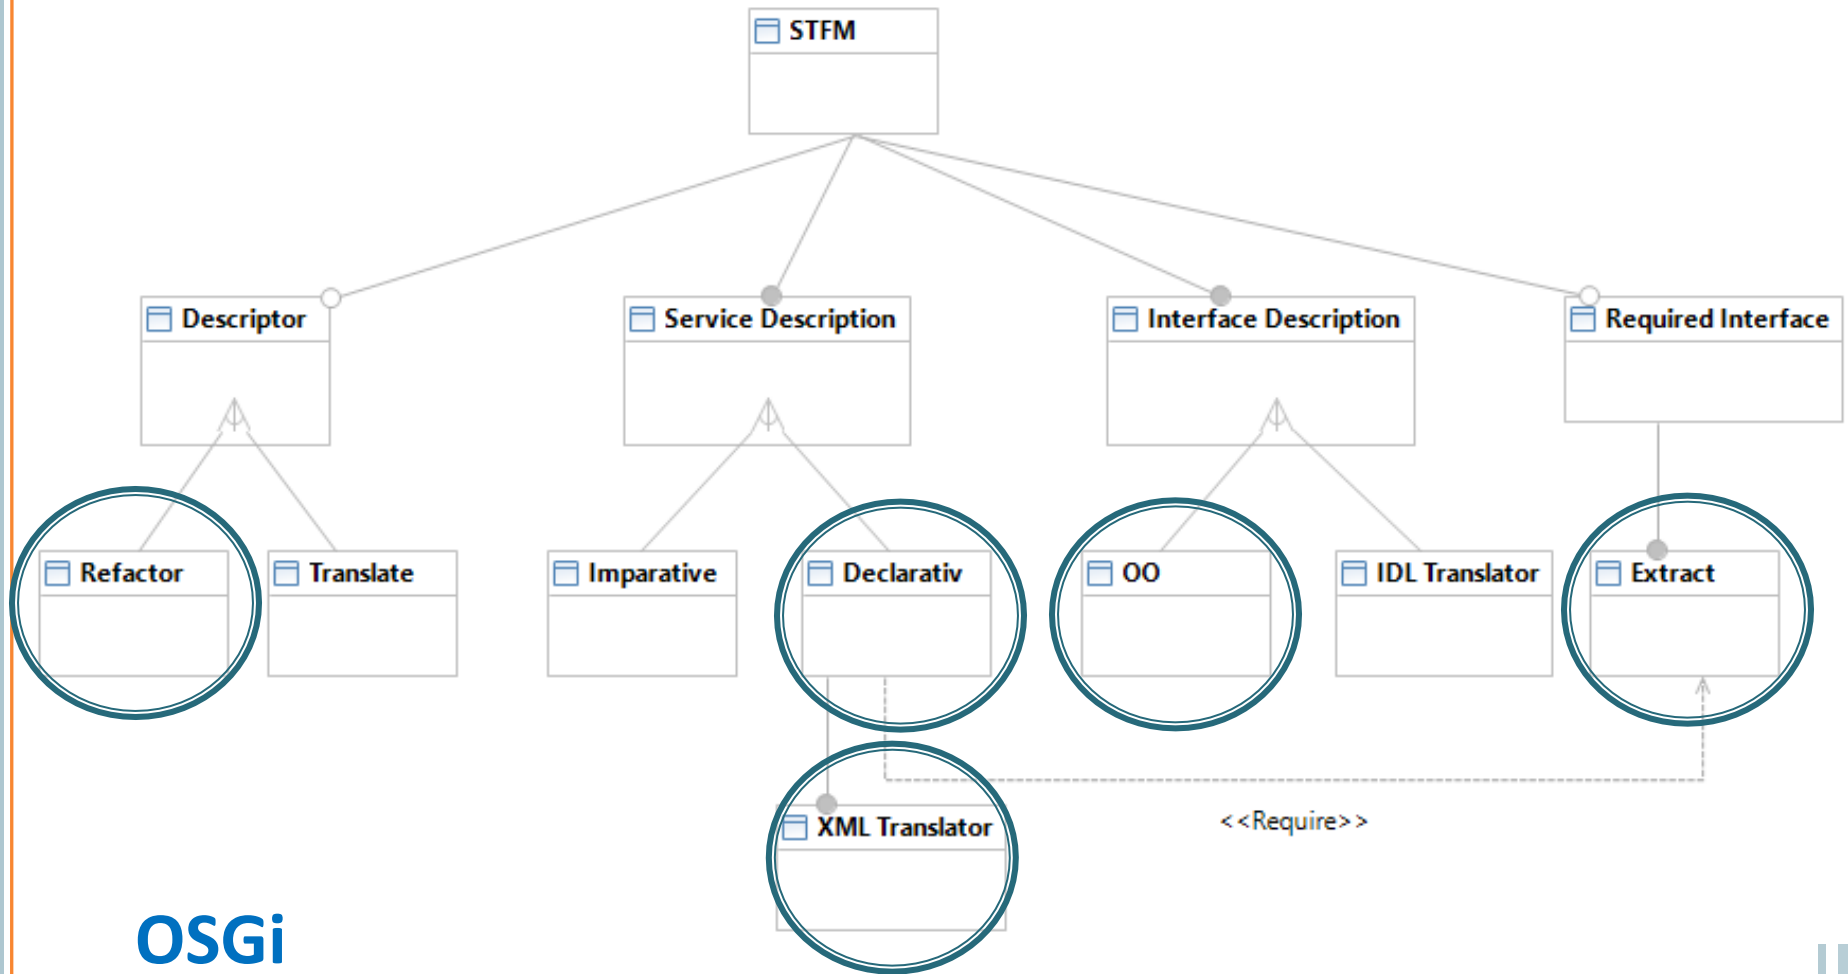 STFM
Descriptor
Service Description
Interface Description
Required Interface
Refactor
Translate
Imparative
Declarativ
OO
IDL Translator
Extract
<<Require>>
XML Translator
OSGi